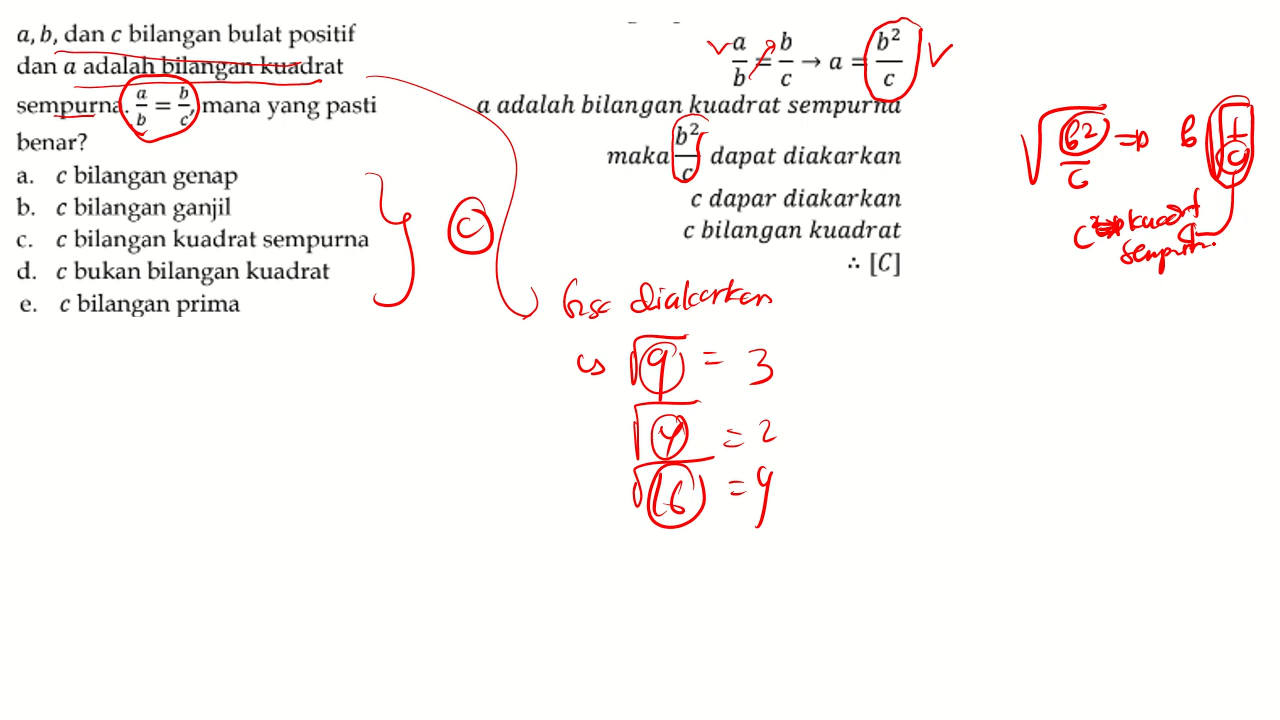 a, b, dan c bilangan bulat positif
dan a adalah bilangan kuadrat
sempurna. a/b = b/c, mana yang pasti
benar?
a. c bilangan genap
b. c bilangan ganjil
c. c bilangan kuadrat sempurna
d. c bukan bilangan kuadrat
e. c bilangan prima
a/b = b/c → a = b²/c
a adalah bilangan kuadrat sempurna
maka b²/c dapat diakarkan
c dapar diakarkan
c bilangan kuadrat
∴ [C]
C
√(b²/c) ⇒ b √(1/c)
c kuadrat
sempurna.
bisa diakarkan
√9 = 3
√4 = 2
√16 = 4